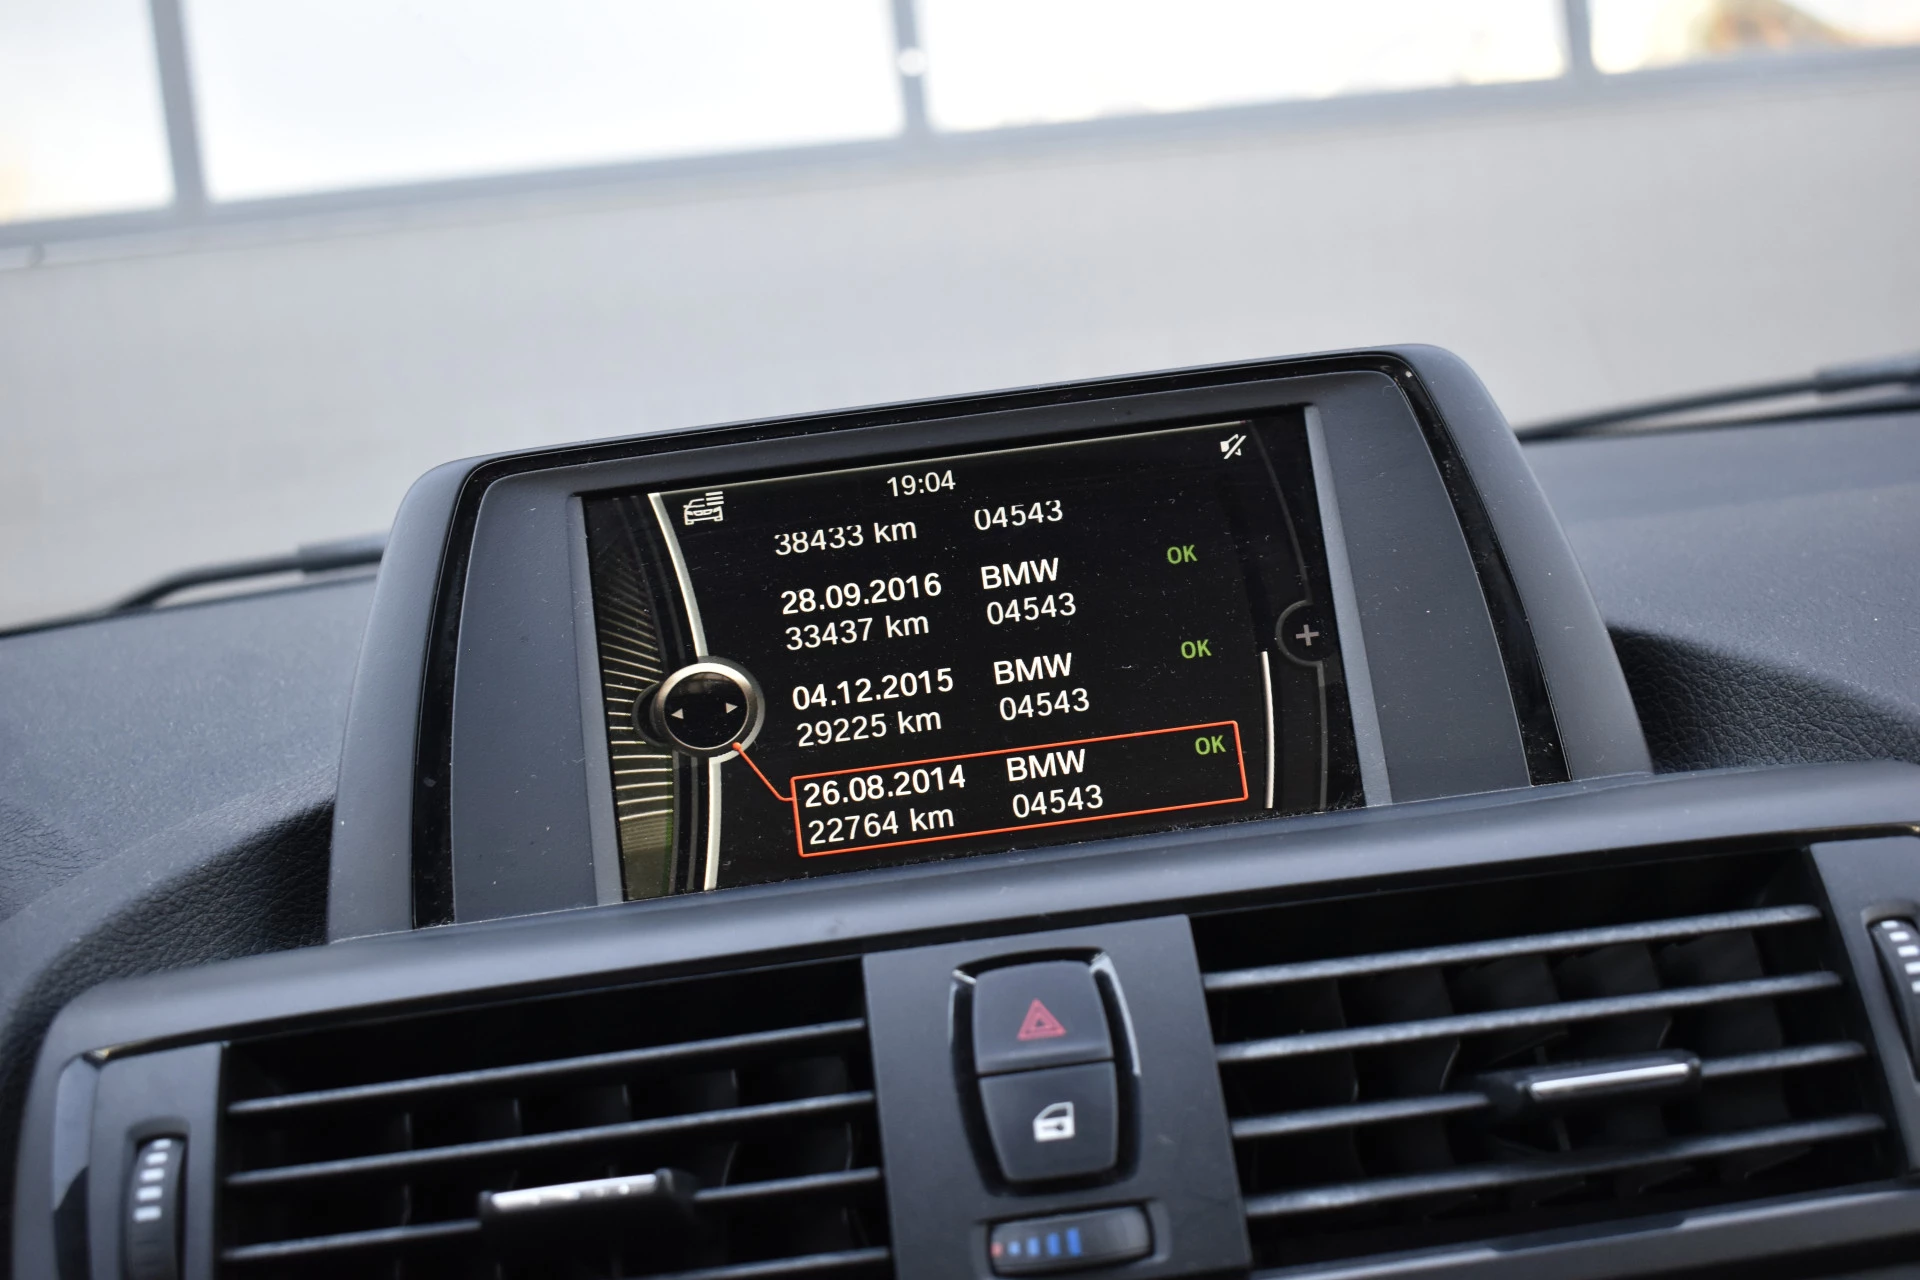 19:04
38433 km 04543
28.09.2016 BMW OK
33437 km 04543
04.12.2015 BMW OK
29225 km 04543
26.08.2014 BMW OK
22764 km 04543